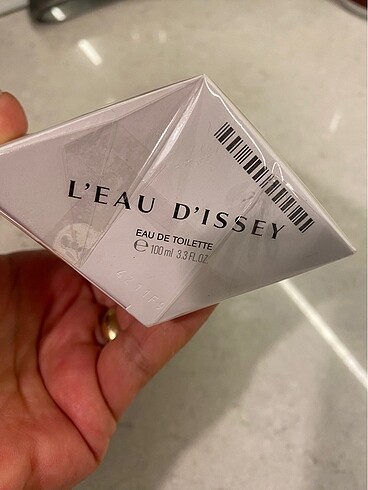 L'EAU D'ISSEY
EAU DE TOILETTE
℮ 100 ml 3.3 FL.OZ.